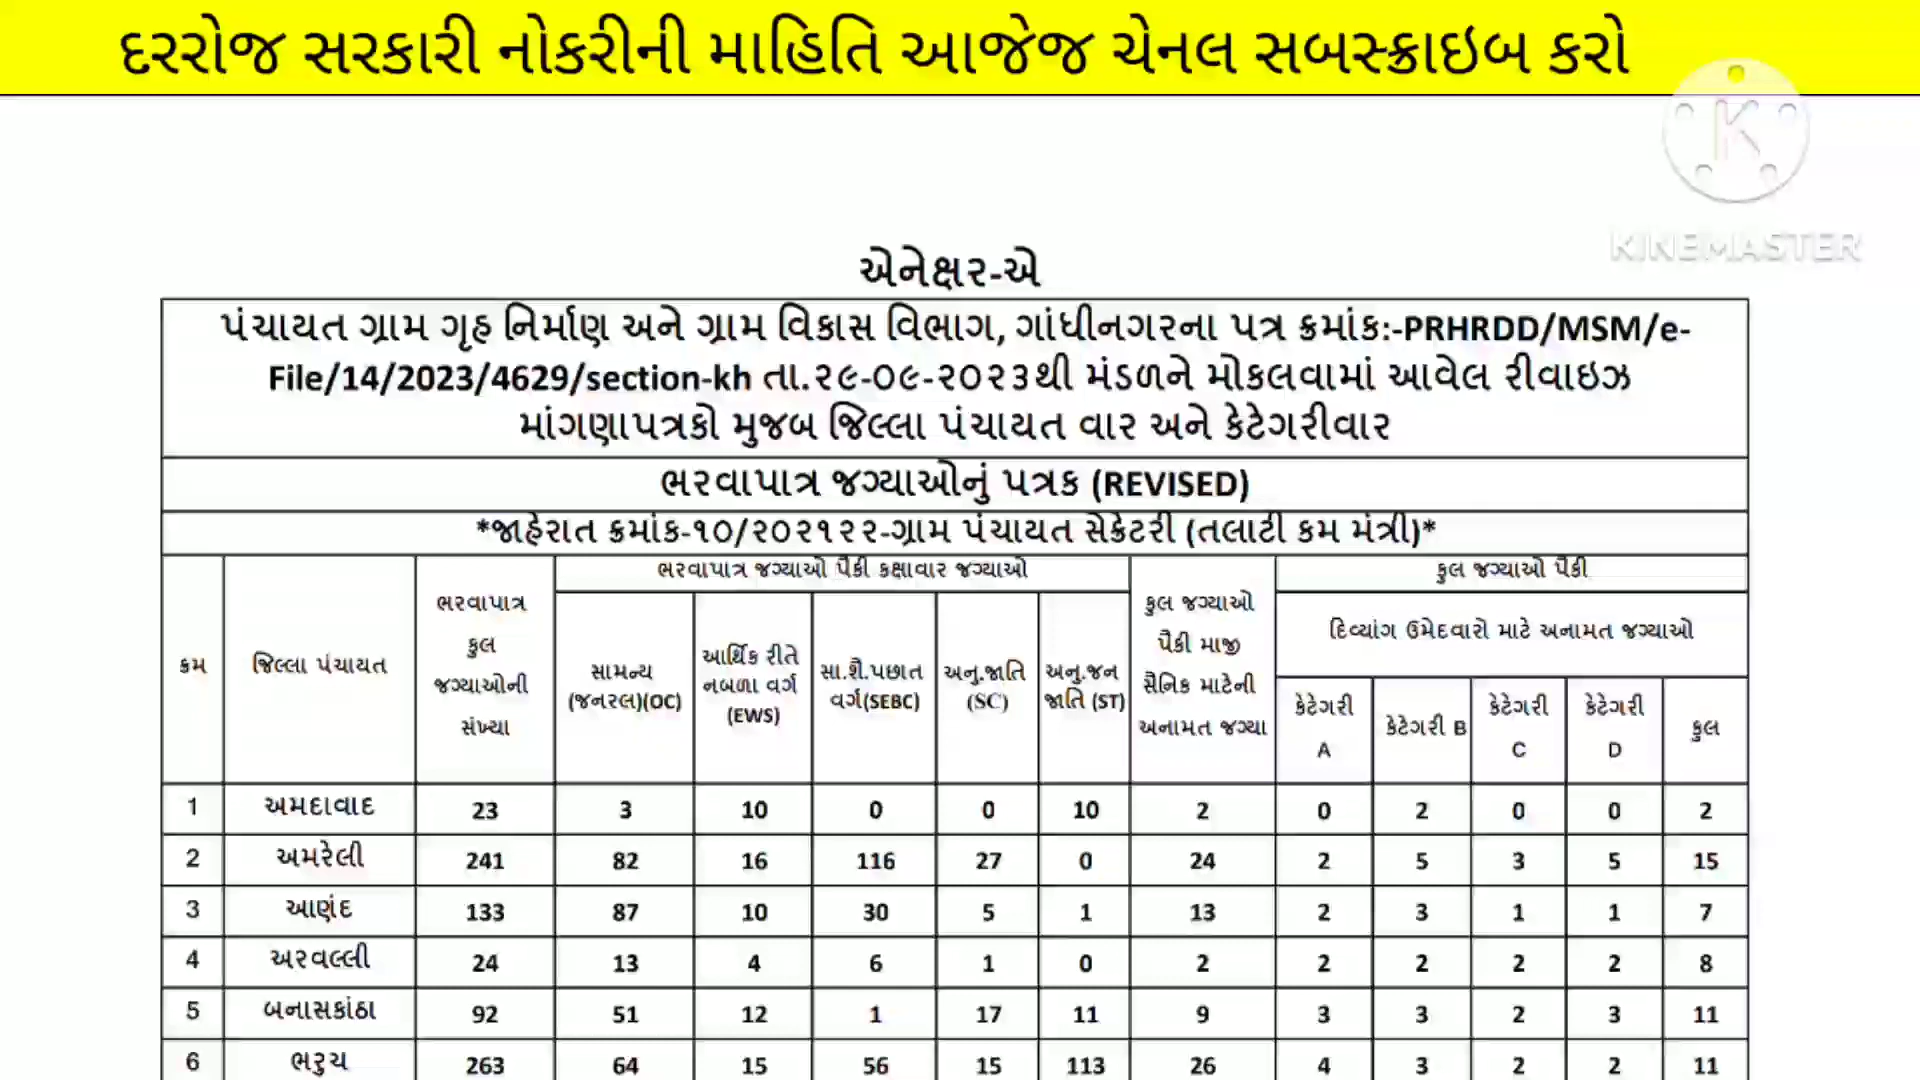 દરરોજ સરકારી નોકરીની માહિતિ આજેજ ચેનલ સબસ્ક્રાઇબ કરો
K
KINEMASTER
એનેક્ષર-એ
પંચાયત ગ્રામ ગૃહ નિર્માણ અને ગ્રામ વિકાસ વિભાગ, ગાંધીનગરના પત્ર ક્રમાંક:-PRHRDD/MSM/e-
File/14/2023/4629/section-kh તા.૨૯-૦૯-૨૦૨૩થી મંડળને મોકલવામાં આવેલ રીવાઇઝ
માંગણાપત્રકો મુજબ જિલ્લા પંચાયત વાર અને કેટેગરીવાર
ભરવાપાત્ર જગ્યાઓનું પત્રક (REVISED)
*જાહેરાત ક્રમાંક-૧૦/૨૦૨૧૨૨-ગ્રામ પંચાયત સેક્રેટરી (તલાટી કમ મંત્રી)*
ક્રમ જિલ્લા પંચાયત ભરવાપાત્ર કુલ જગ્યાઓની સંખ્યા ભરવાપાત્ર જગ્યાઓ પૈકી કક્ષાવાર જગ્યાઓ કુલ જગ્યાઓ પૈકી માજી સૈનિક માટેની અનામત જગ્યા કુલ જગ્યાઓ પૈકી
સામન્ય (જનરલ)(OC) આર્થિક રીતે નબળા વર્ગ (EWS) સા.શૈ.પછાત વર્ગ(SEBC) અનુ.જાતિ (SC) અનુ.જન જાતિ (ST) દિવ્યાંગ ઉમેદવારો માટે અનામત જગ્યાઓ
કેટેગરી A કેટેગરી B કેટેગરી C કેટેગરી D કુલ
1 અમદાવાદ 23 3 10 0 0 10 2 0 2 0 0 2
2 અમરેલી 241 82 16 116 27 0 24 2 5 3 5 15
3 આણંદ 133 87 10 30 5 1 13 2 3 1 1 7
4 અરવલ્લી 24 13 4 6 1 0 2 2 2 2 2 8
5 બનાસકાંઠા 92 51 12 1 17 11 9 3 3 2 3 11
6 ભરુચ 263 64 15 56 15 113 26 4 3 2 2 11